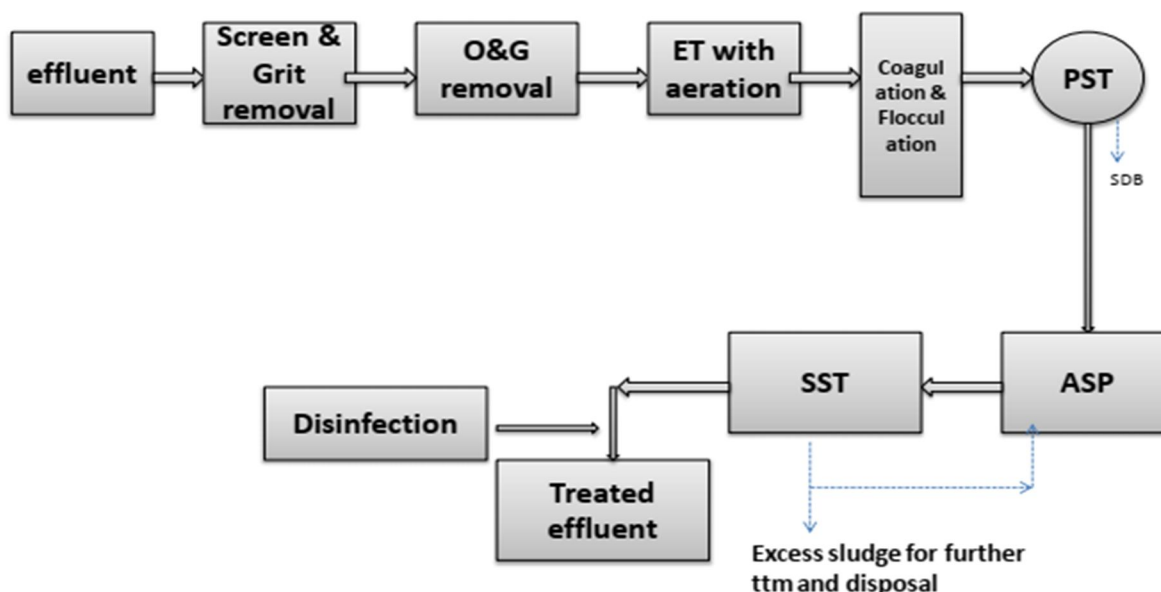 effluent
Screen &
Grit
removal
O&G
removal
ET with
aeration
Coagul
ation &
Floccul
ation
PST
SDB
ASP
SST
Disinfection
Treated
effluent
Excess sludge for further
ttm and disposal